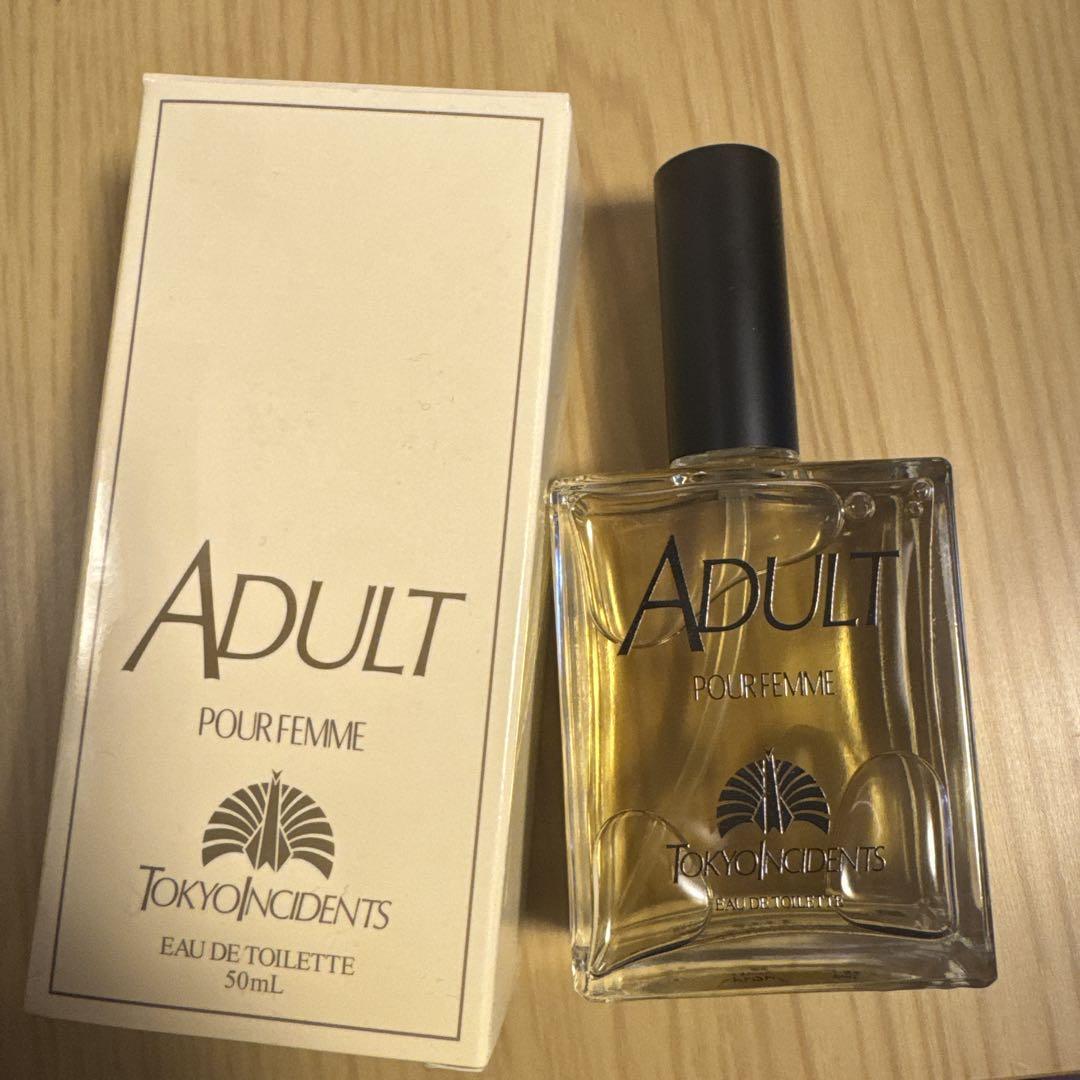 ADULT
POUR FEMME
TOKYO INCIDENTS
EAU DE TOILETTE
50mL
ADULT
POUR FEMME
TOKYO INCIDENTS
EAU DE TOILETTE